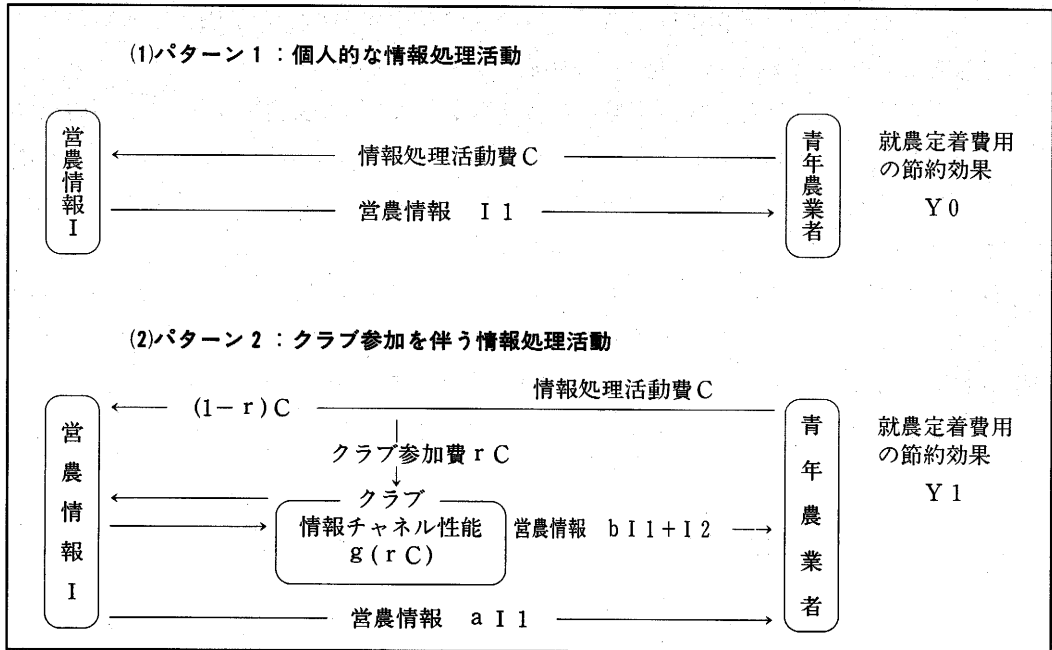 (1)パターン1：個人的な情報処理活動
営農情報I
情報処理活動費C
営農情報 I1
青年農業者
就農定着費用
の節約効果
Y0
(2)パターン2：クラブ参加を伴う情報処理活動
営農情報I
情報処理活動費C
(1−r)C
クラブ参加費rC
クラブ
情報チャネル性能
g(rC)
営農情報 bI1+I2
営農情報 aI1
青年農業者
就農定着費用
の節約効果
Y1